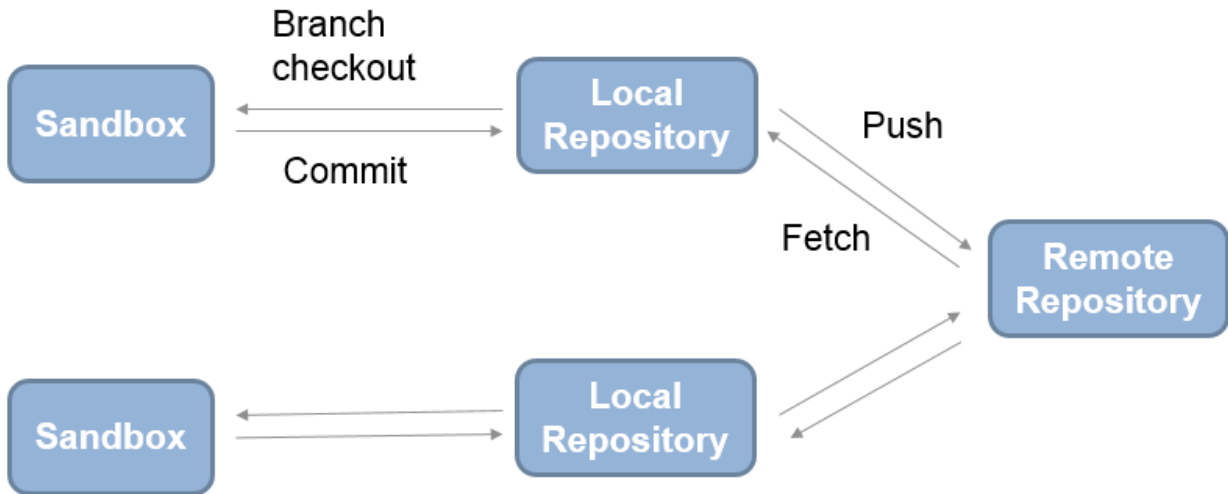 Branch
checkout
Sandbox
Local
Repository
Commit
Push
Fetch
Remote
Repository
Sandbox
Local
Repository